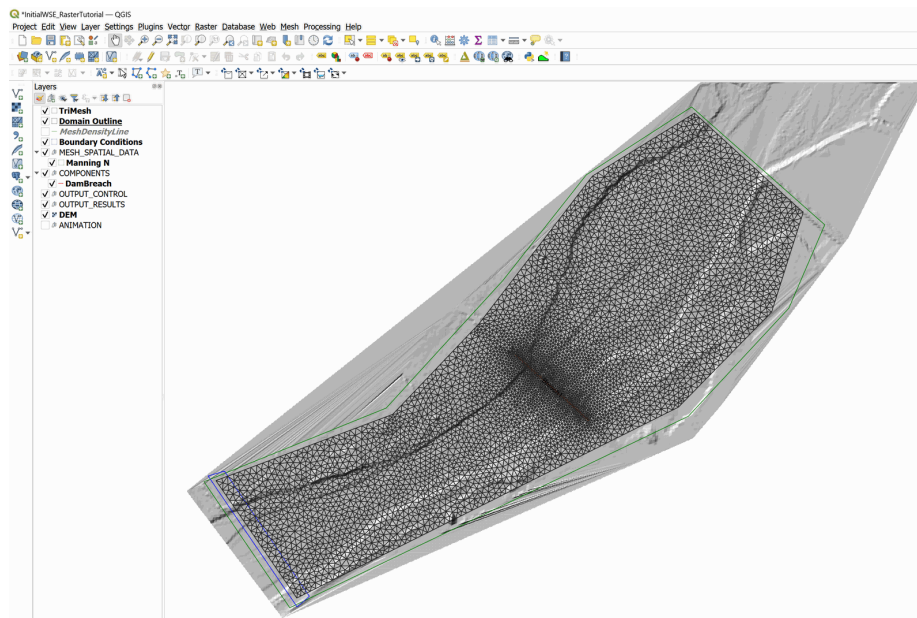 *InitialWSE_RasterTutorial — QGIS
Project Edit View Layer Settings Plugins Vector Raster Database Web Mesh Processing Help
Layers
TriMesh
Domain Outline
MeshDensityLine
Boundary Conditions
MESH_SPATIAL_DATA
Manning N
COMPONENTS
DamBreach
OUTPUT_CONTROL
OUTPUT_RESULTS
DEM
ANIMATION